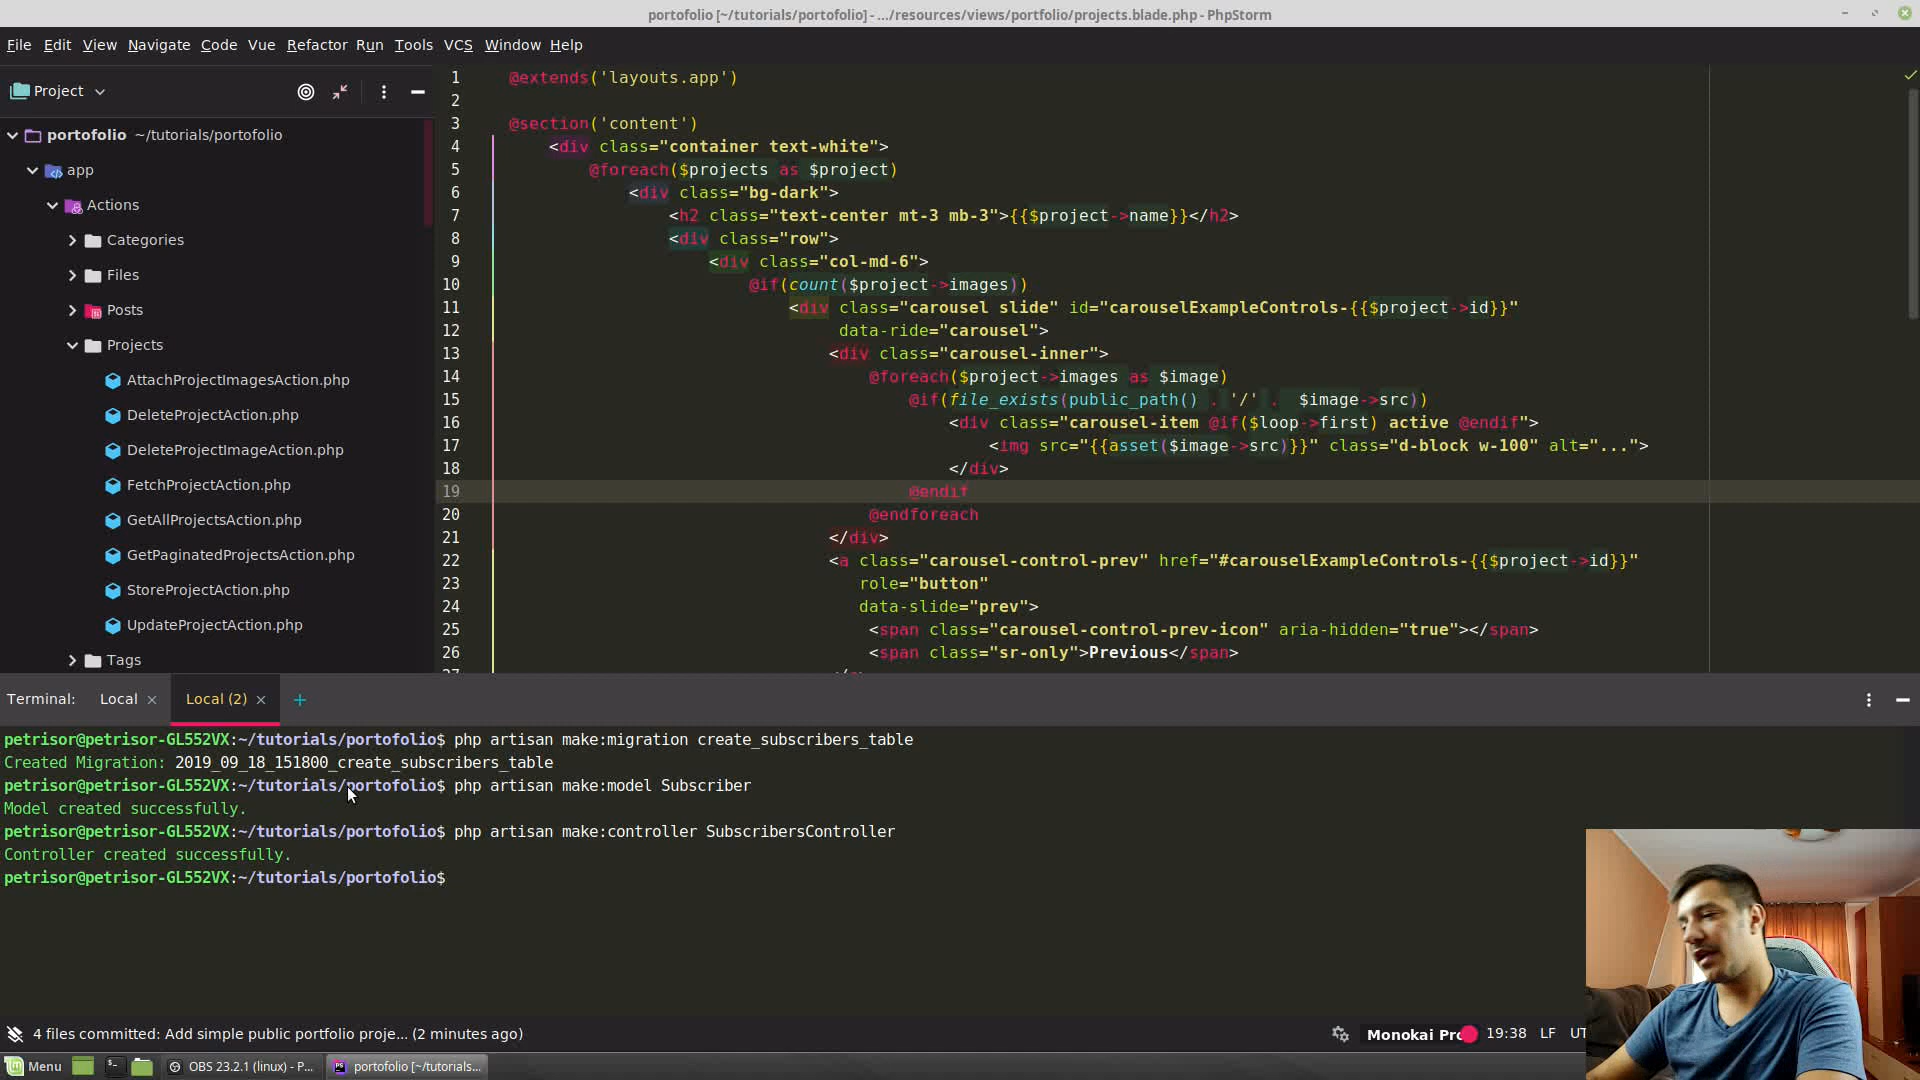 portofolio [~/tutorials/portofolio] - .../resources/views/portfolio/projects.blade.php - PhpStorm
File Edit View Navigate Code Vue Refactor Run Tools VCS Window Help
Project
portofolio ~/tutorials/portofolio
app
Actions
Categories
Files
Posts
Projects
AttachProjectImagesAction.php
DeleteProjectAction.php
DeleteProjectImageAction.php
FetchProjectAction.php
GetAllProjectsAction.php
GetPaginatedProjectsAction.php
StoreProjectAction.php
UpdateProjectAction.php
Tags
1 @extends('layouts.app')
2
3 @section('content')
4 <div class="container text-white">
5 @foreach($projects as $project)
6 <div class="bg-dark">
7 <h2 class="text-center mt-3 mb-3">{{$project->name}}</h2>
8 <div class="row">
9 <div class="col-md-6">
10 @if(count($project->images))
11 <div class="carousel slide" id="carouselExampleControls-{{$project->id}}"
12 data-ride="carousel">
13 <div class="carousel-inner">
14 @foreach($project->images as $image)
15 @if(file_exists(public_path() . '/' . $image->src))
16 <div class="carousel-item @if($loop->first) active @endif">
17 <img src="{{asset($image->src)}}" class="d-block w-100" alt="...">
18 </div>
19 @endif
20 @endforeach
21 </div>
22 <a class="carousel-control-prev" href="#carouselExampleControls-{{$project->id}}"
23 role="button"
24 data-slide="prev">
25 <span class="carousel-control-prev-icon" aria-hidden="true"></span>
26 <span class="sr-only">Previous</span>
Terminal: Local × Local (2) × +
petrisor@petrisor-GL552VX:~/tutorials/portofolio$ php artisan make:migration create_subscribers_table
Created Migration: 2019_09_18_151800_create_subscribers_table
petrisor@petrisor-GL552VX:~/tutorials/portofolio$ php artisan make:model Subscriber
Model created successfully.
petrisor@petrisor-GL552VX:~/tutorials/portofolio$ php artisan make:controller SubscribersController
Controller created successfully.
petrisor@petrisor-GL552VX:~/tutorials/portofolio$
4 files committed: Add simple public portfolio proje... (2 minutes ago)
Monokai Pro 19:38 LF UT
Menu OBS 23.2.1 (linux) - P... portofolio [~/tutorials...